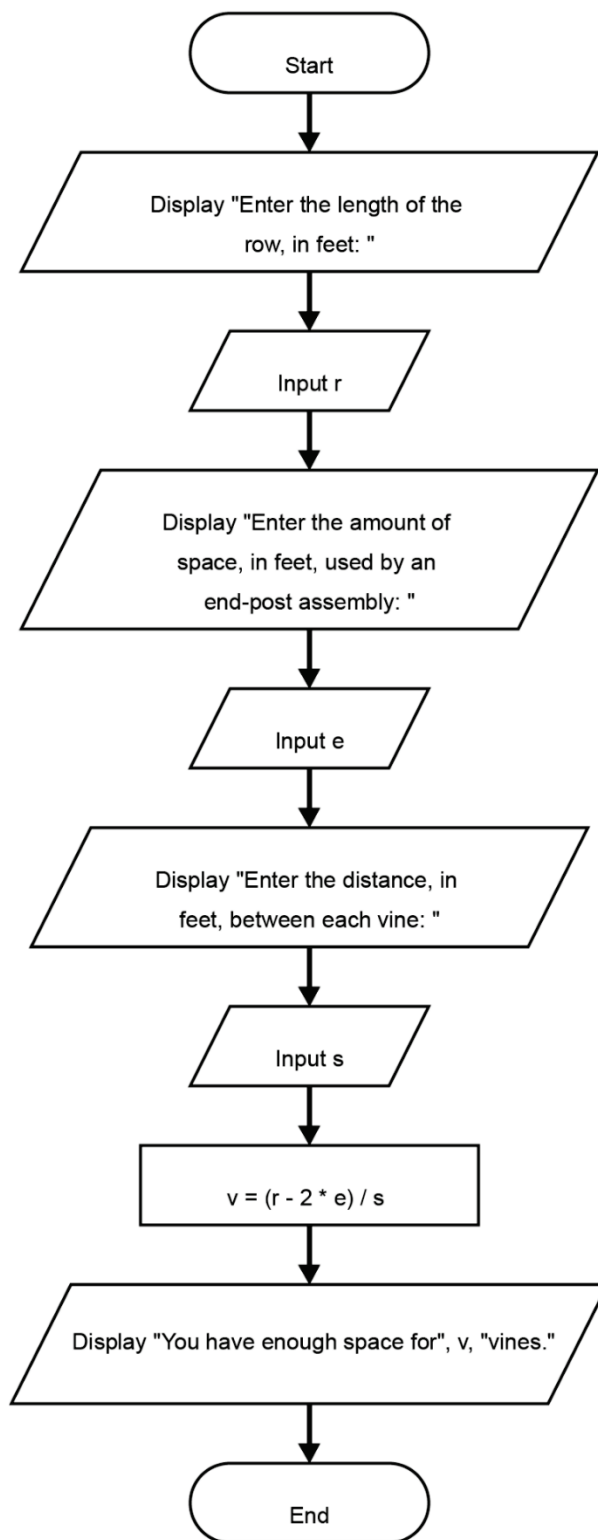 Start
Display "Enter the length of the
row, in feet: "
Input r
Display "Enter the amount of
space, in feet, used by an
end-post assembly: "
Input e
Display "Enter the distance, in
feet, between each vine: "
Input s
v = (r - 2 * e) / s
Display "You have enough space for", v, "vines."
End